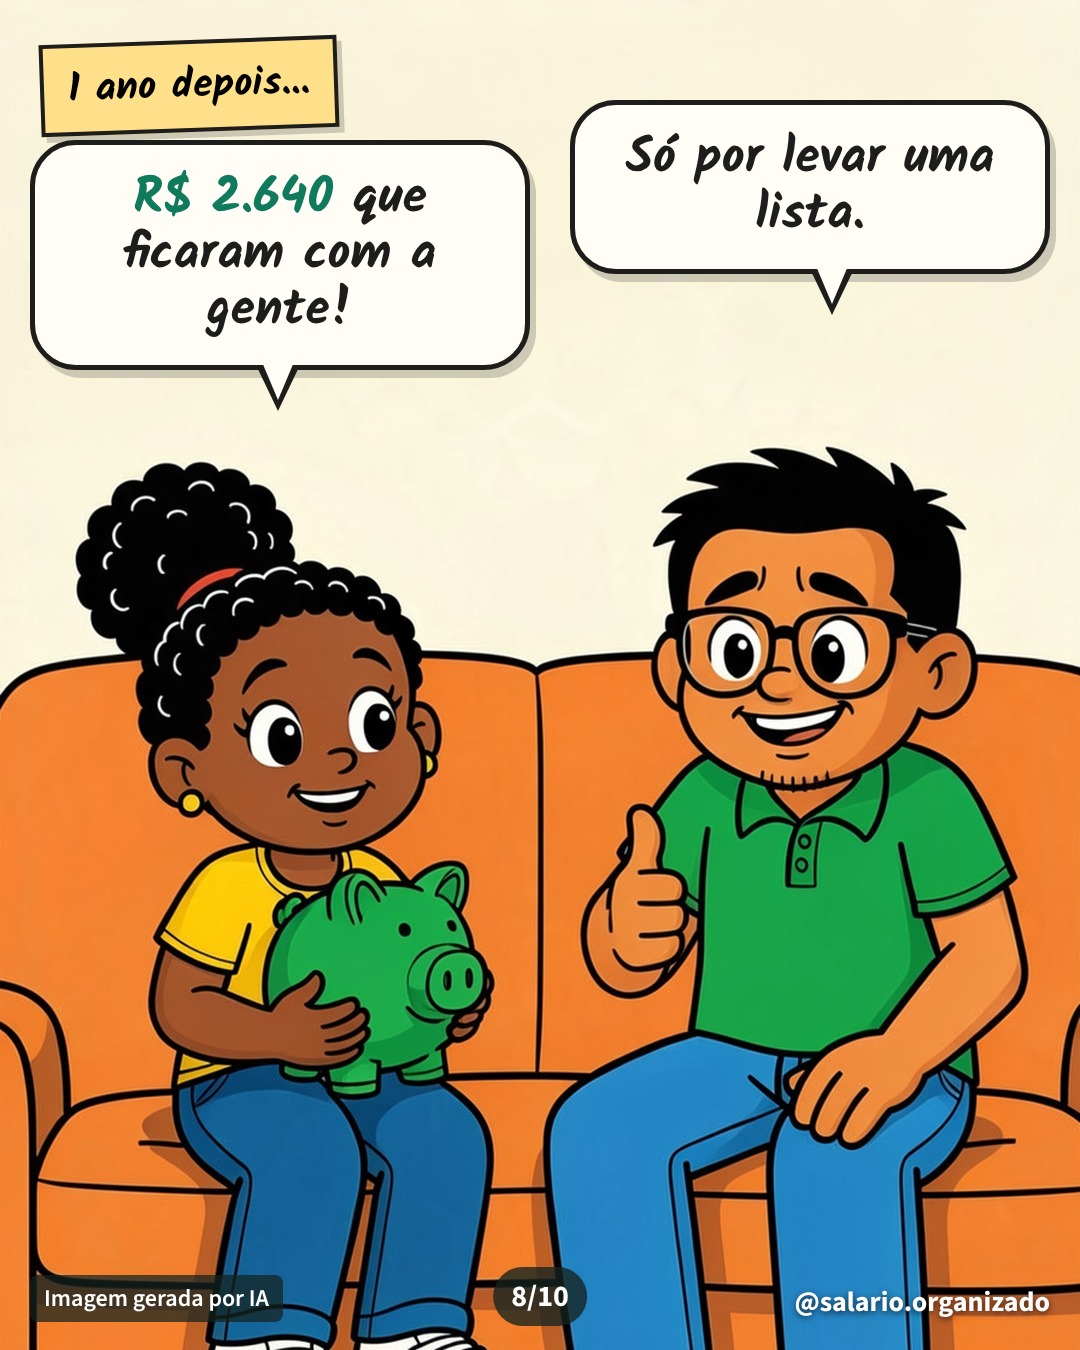 1 ano depois...
R$ 2.640 que
ficaram com a
gente!
Só por levar uma
lista.
Imagem gerada por IA
8/10
@salario.organizado